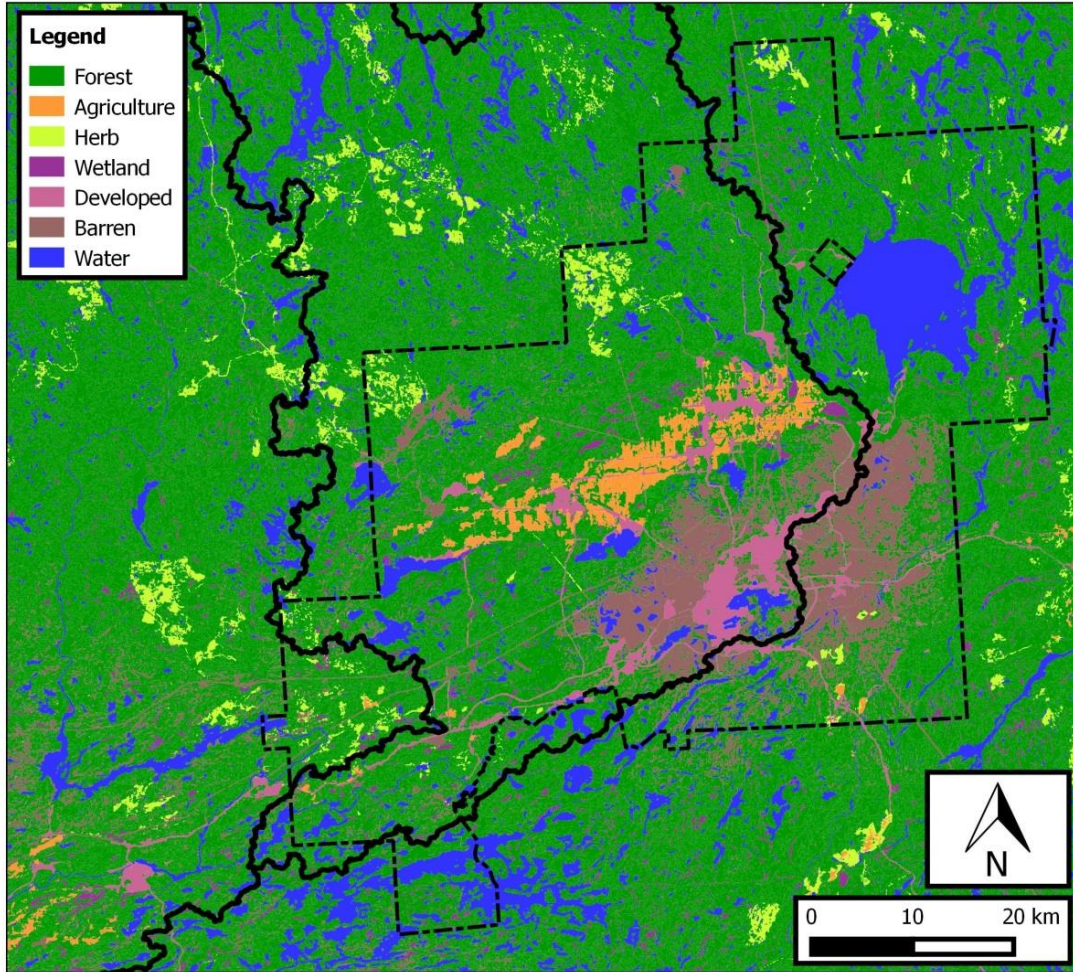 Legend
Forest
Agriculture
Herb
Wetland
Developed
Barren
Water
N
0 10 20 km